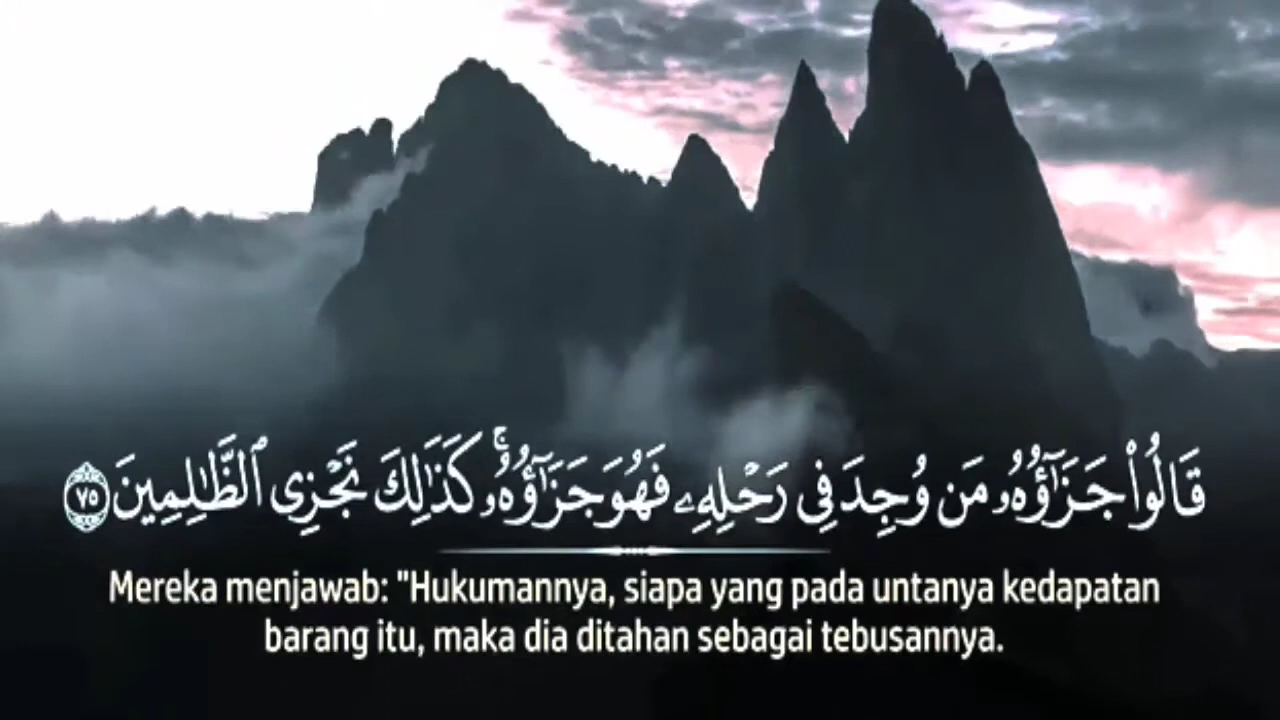 قَالُوا۟ جَزَٰٓؤُهُۥ مَن وُجِدَ فِى رَحْلِهِۦ فَهُوَ جَزَٰٓؤُهُۥ ۚ كَذَٰلِكَ نَجْزِى ٱلظَّٰلِمِينَ ٧٥
Mereka menjawab: "Hukumannya, siapa yang pada untanya kedapatan
barang itu, maka dia ditahan sebagai tebusannya.